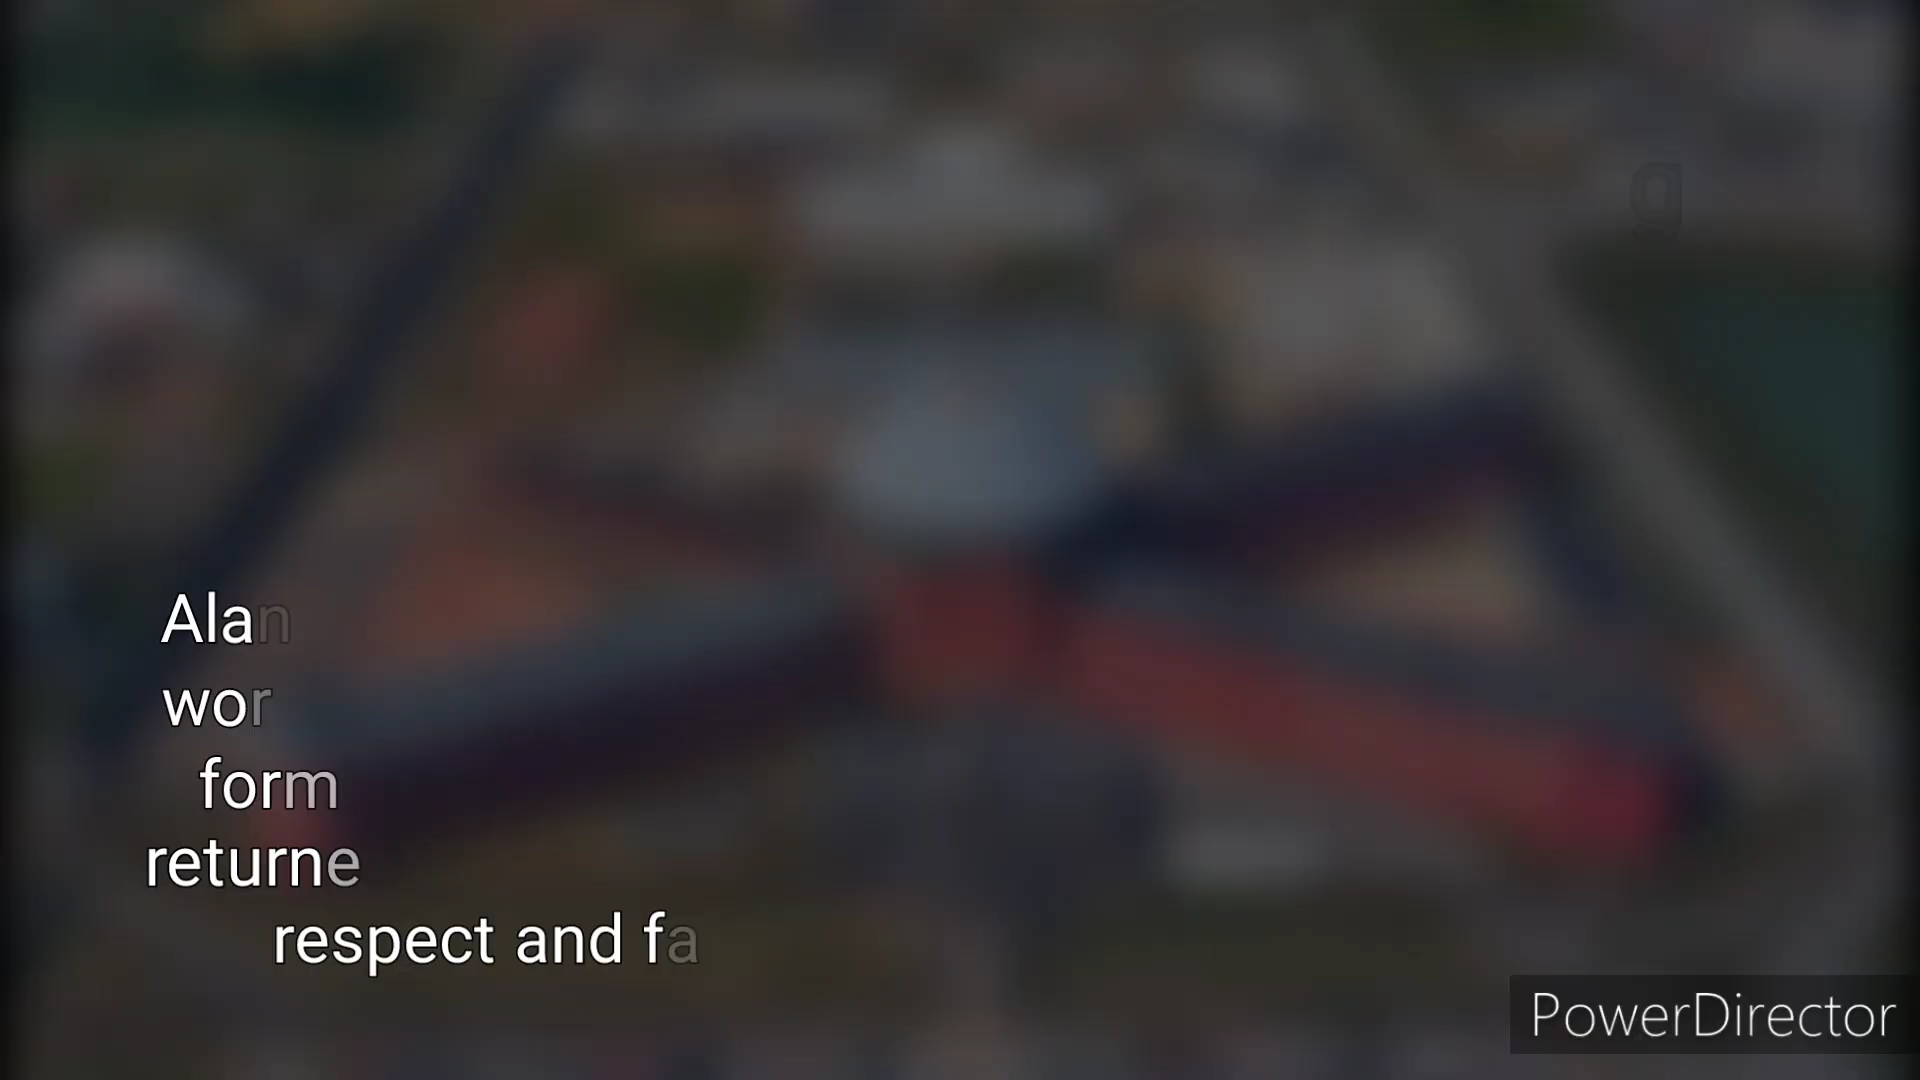 g
Alan
wor
form
returne
respect and fa
PowerDirector